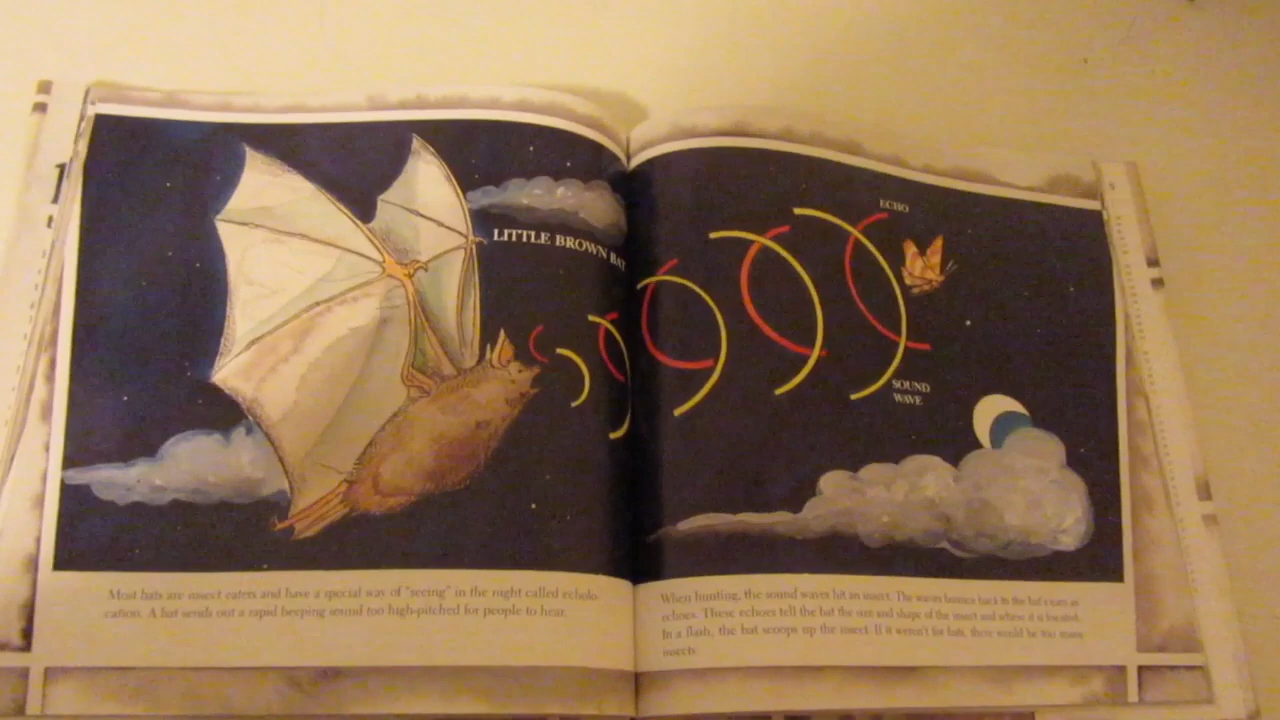 LITTLE BROWN BAT
ECHO
SOUND
WAVE
Most bats are insect eaters and have a special way of "seeing" in the night called echolo-
cation. A bat sends out a rapid beeping sound too high-pitched for people to hear.
When hunting, the sound waves hit an insect. The waves bounce back to the bat's ears as
echoes. These echoes tell the bat the size and shape of the insect and where it is located.
In a flash, the bat scoops up the insect. If it weren't for bats, there would be too many
insects.